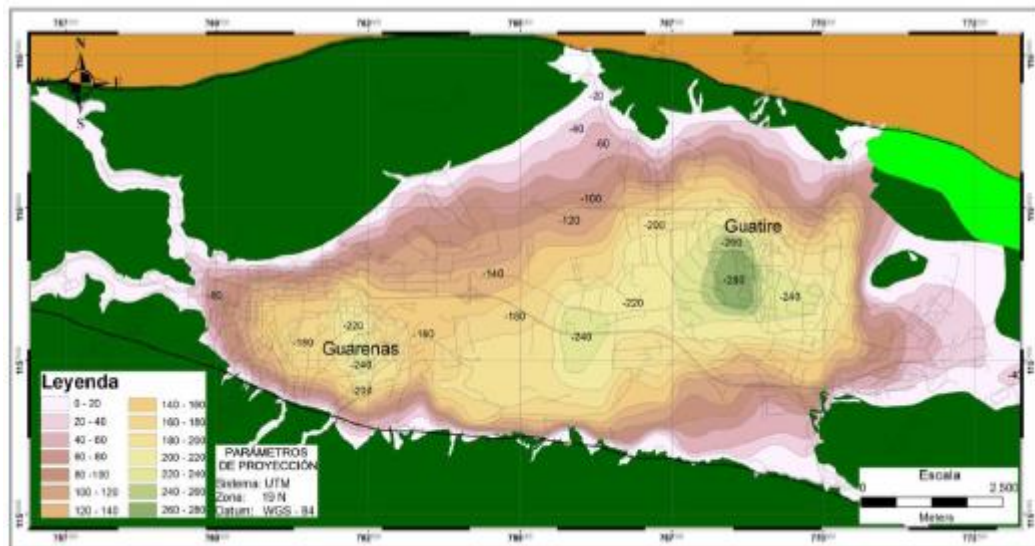 N
S
-20
-40
-60
-100
-120
-200
Guatire
-260
-280
-240
-140
-220
-180
-240
-80
-220
-180
-160
Guarenas
-240
-200
Leyenda
0 - 20
20 - 40
40 - 60
60 - 80
80 -100
100 - 120
120 - 140
140 - 160
160 - 180
180 - 200
200 - 220
220 - 240
240 - 260
260 - 280
PARÁMETROS
DE PROYECCIÓN
Sistema: UTM
Zona: 19 N
Datum: WGS - 84
Escala
0 2.500
Meters